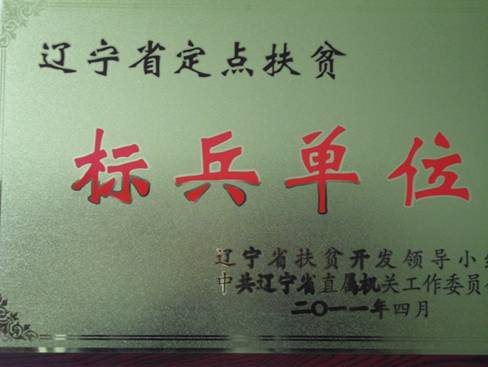 辽宁省定点扶贫
标兵单位
辽宁省扶贫开发领导小组
中共辽宁省直属机关工作委员
二〇一一年四月